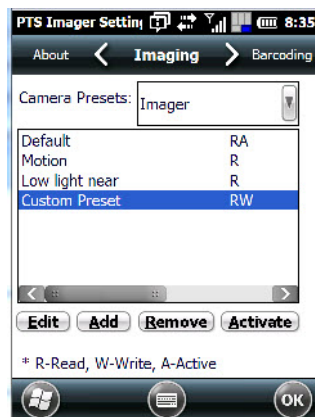 PTS Imager Settin 8:35
About Imaging Barcoding
Camera Presets: Imager
Default RA
Motion R
Low light near R
Custom Preset RW
Edit Add Remove Activate
* R-Read, W-Write, A-Active
OK